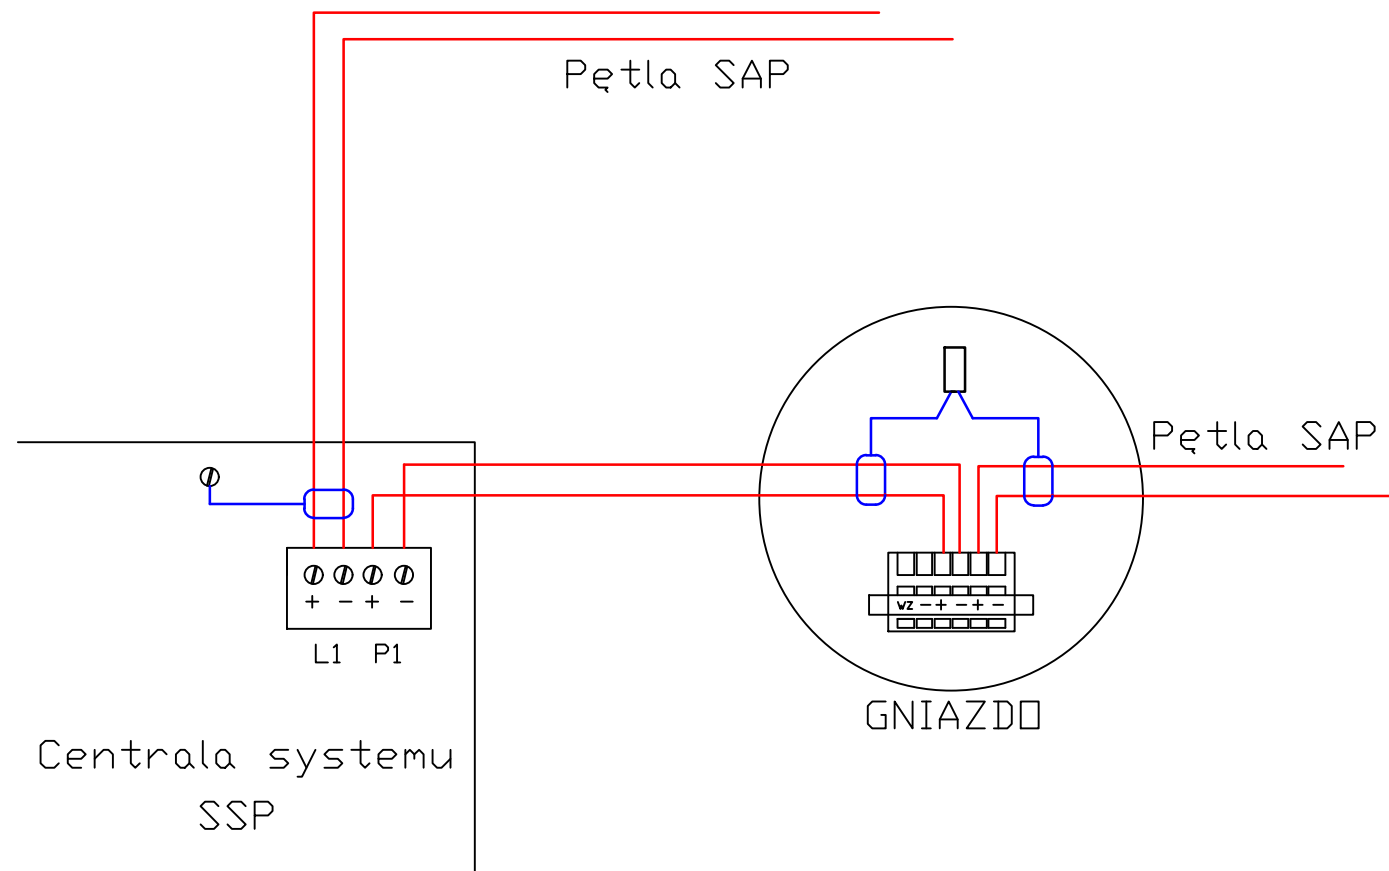 Pętla SAP
Pętla SAP
+ - + -
WZ - + - + -
L1 P1
GNIAZDO
Centrala systemu
SSP